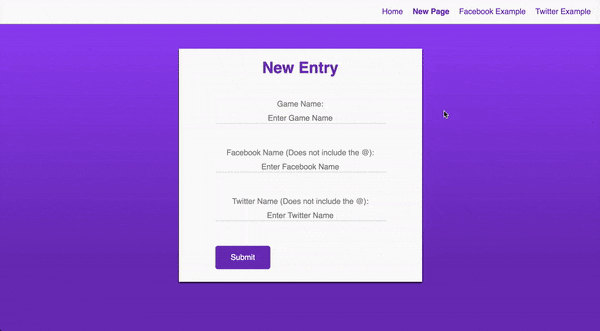 Home New Page Facebook Example Twitter Example
New Entry
Game Name:
Enter Game Name
Facebook Name (Does not include the @):
Enter Facebook Name
Twitter Name (Does not include the @):
Enter Twitter Name
Submit